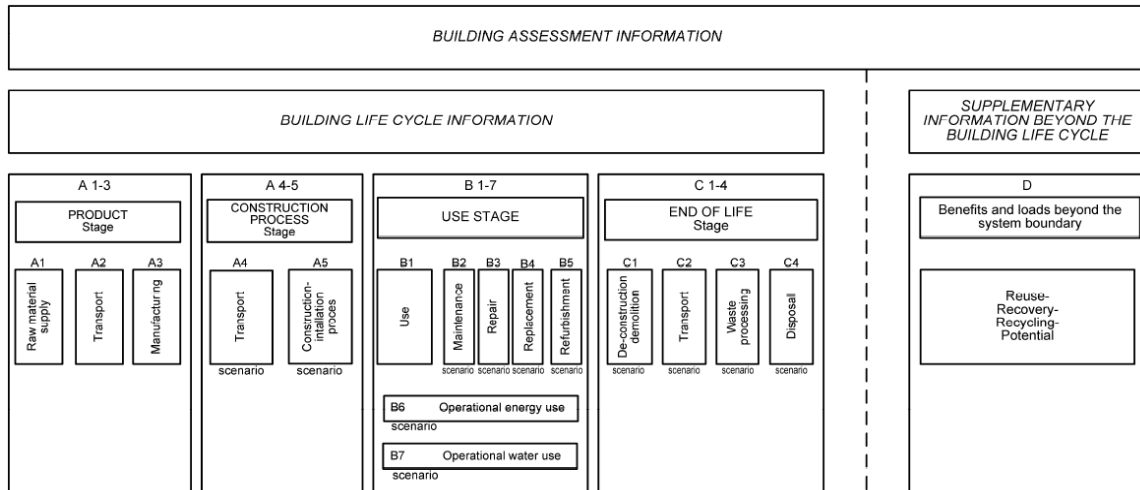 BUILDING ASSESSMENT INFORMATION
BUILDING LIFE CYCLE INFORMATION
SUPPLEMENTARY
INFORMATION BEYOND THE
BUILDING LIFE CYCLE
A 1-3
PRODUCT
Stage
A1
Raw material
supply
A2
Transport
A3
Manufacturing
A 4-5
CONSTRUCTION
PROCESS
Stage
A4
Transport
scenario
A5
Construction-
intallation
proces
scenario
B 1-7
USE STAGE
B1
Use
B2
Maintenance
scenario
B3
Repair
scenario
B4
Replacement
scenario
B5
Refurbishment
scenario
B6 Operational energy use
scenario
B7 Operational water use
scenario
C 1-4
END OF LIFE
Stage
C1
De-construction
demolition
scenario
C2
Transport
scenario
C3
Waste
processing
scenario
C4
Disposal
scenario
D
Benefits and loads beyond the
system boundary
Reuse-
Recovery-
Recycling-
Potential